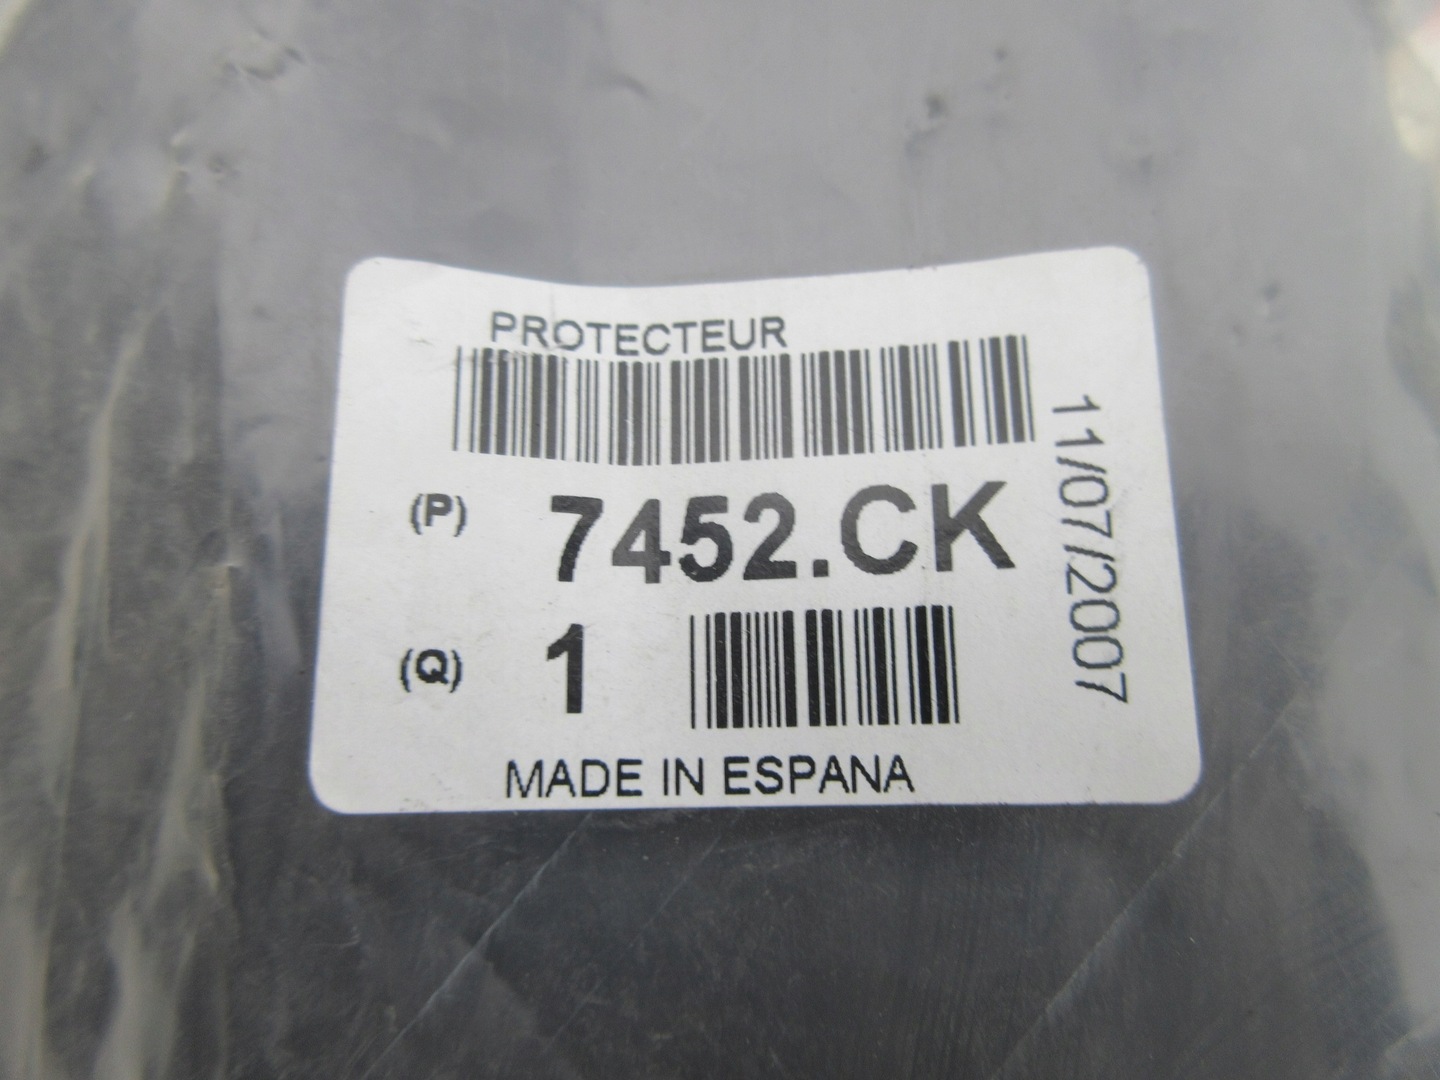 PROTECTEUR
(P) 7452.CK
(Q) 1
MADE IN ESPANA
11/07/2007